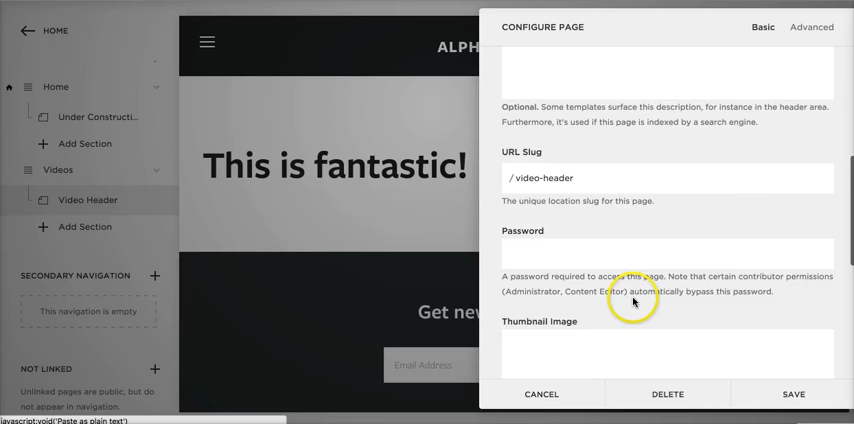 HOME
Home
Under Constructi...
Add Section
Videos
Video Header
Add Section
SECONDARY NAVIGATION
This navigation is empty
NOT LINKED
Unlinked pages are public, but do
not appear in navigation.
javascript:void('Paste as plain text')
ALPH
This is fantastic!
Get nev
Email Address
CONFIGURE PAGE
Basic
Advanced
Optional. Some templates surface this description, for instance in the header area.
Furthermore, it's used if this page is indexed by a search engine.
URL Slug
/ video-header
The unique location slug for this page.
Password
A password required to access this page. Note that certain contributor permissions
(Administrator, Content Editor) automatically bypass this password.
Thumbnail Image
CANCEL
DELETE
SAVE